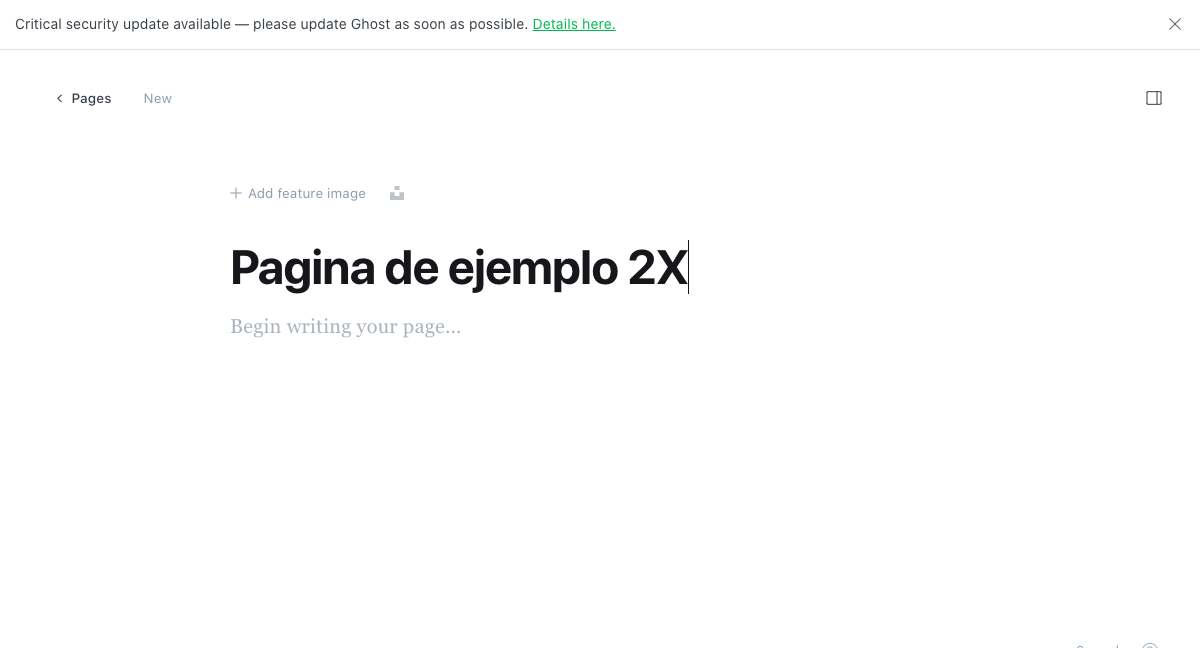 Critical security update available — please update Ghost as soon as possible. Details here.
Pages New
Add feature image
Pagina de ejemplo 2X
Begin writing your page...